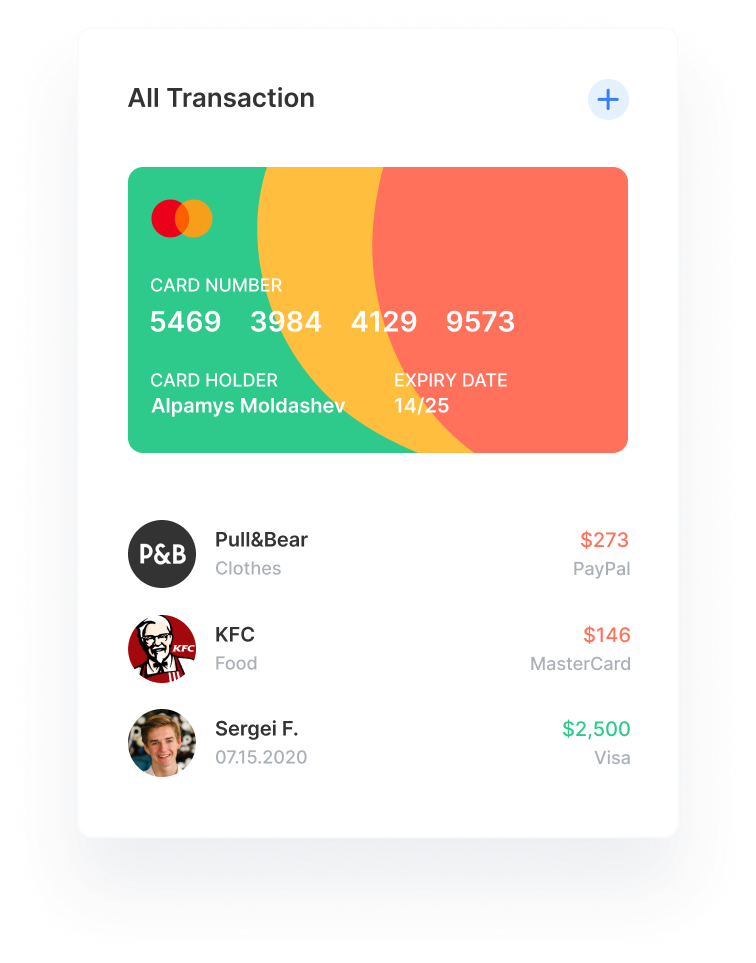 All Transaction
CARD NUMBER
5469 3984 4129 9573
CARD HOLDER EXPIRY DATE
Alpamys Moldashev 14/25
P&B Pull&Bear $273
Clothes PayPal
KFC KFC $146
Food MasterCard
Sergei F. $2,500
07.15.2020 Visa